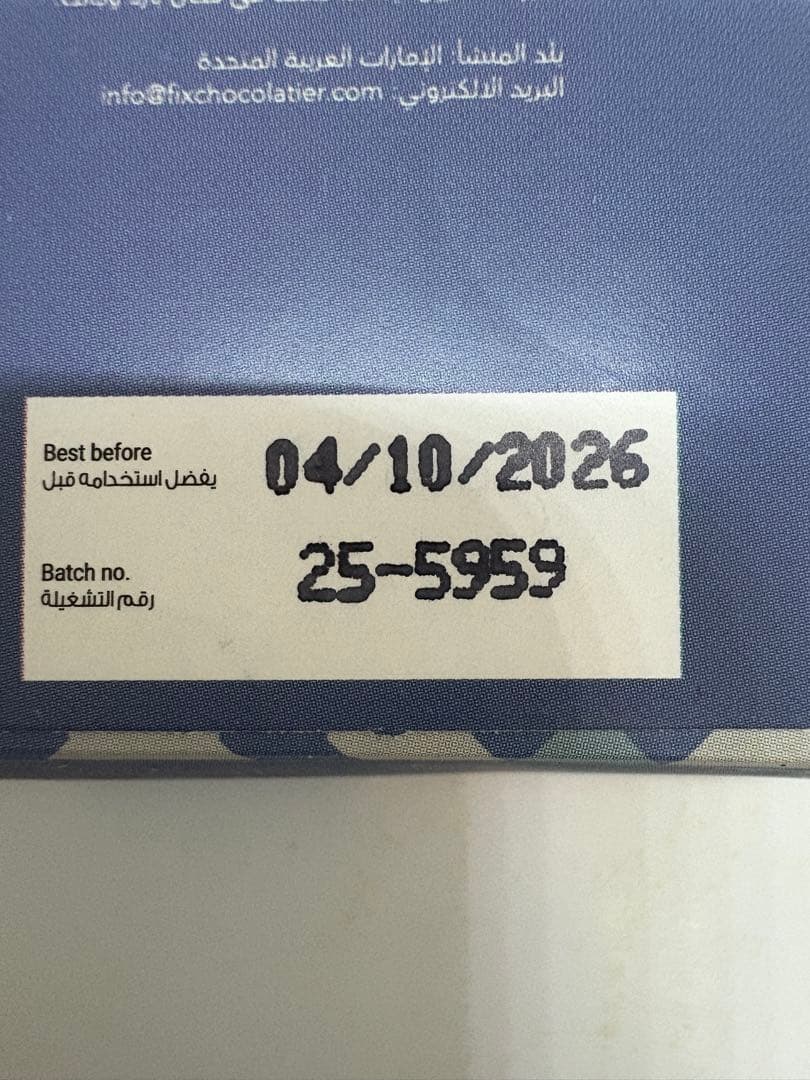 بلد المنشأ: الإمارات العربية المتحدة
البريد الالكتروني: info@fixchocolatier.com
Best before 04/10/2026
يفضل استخدامه قبل
Batch no. 25-5959
رقم التشغيلة